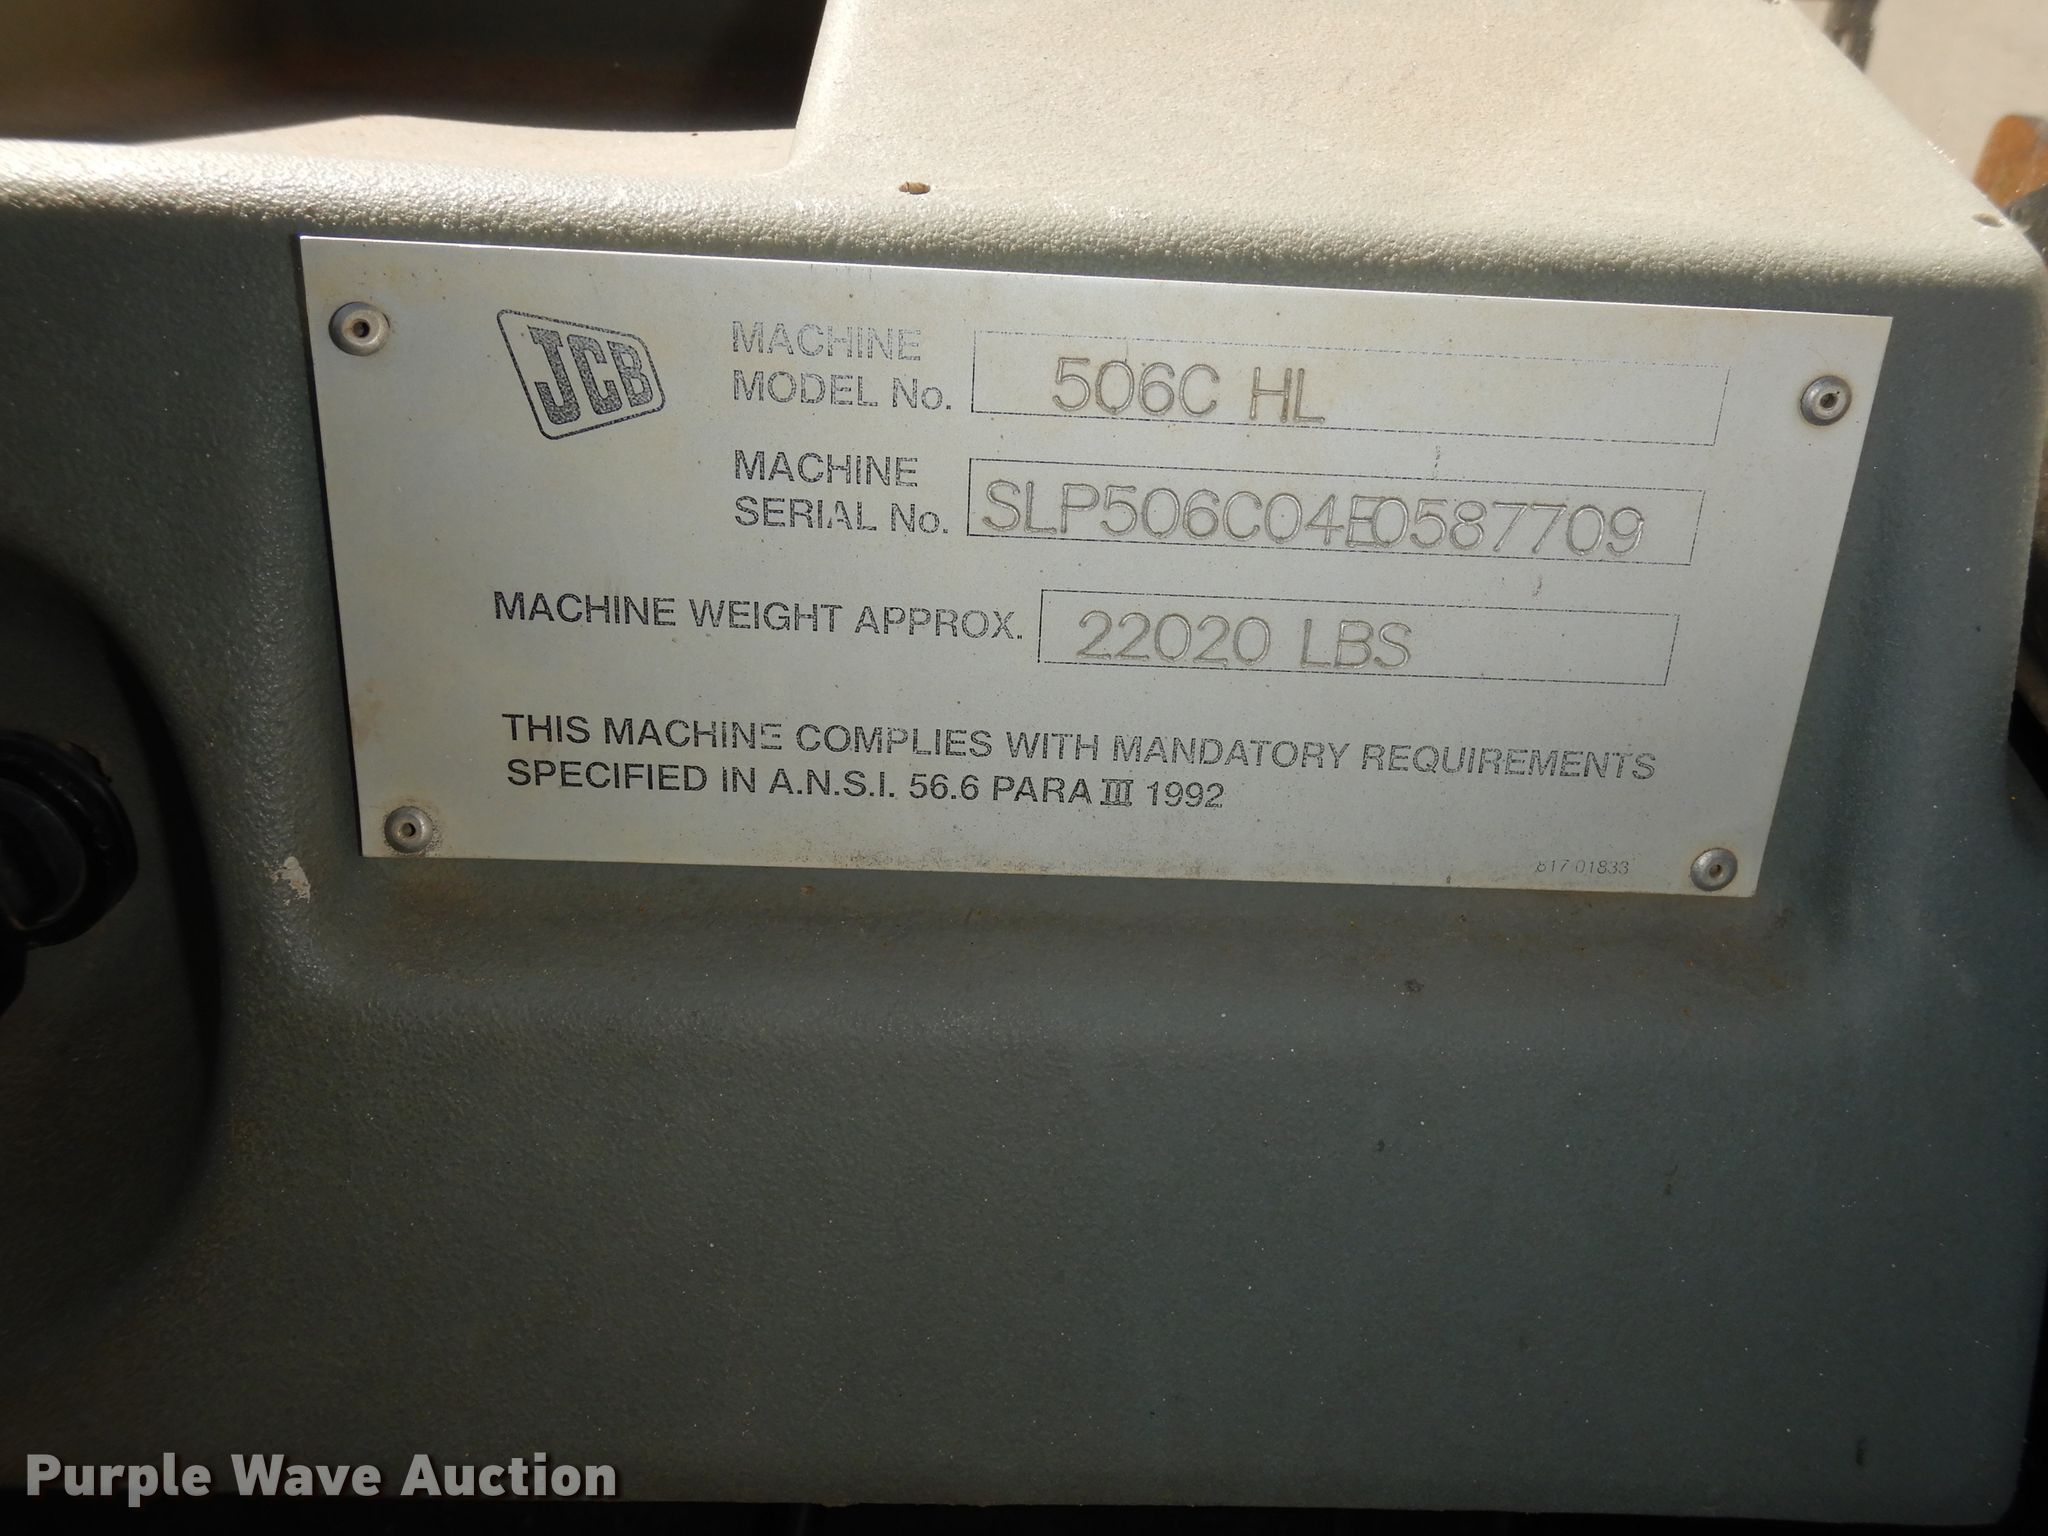 JCB
MACHINE
MODEL No. 506C HL
MACHINE
SERIAL No. SLP506C04E0587709
MACHINE WEIGHT APPROX. 22020 LBS
THIS MACHINE COMPLIES WITH MANDATORY REQUIREMENTS
SPECIFIED IN A.N.S.I. 56.6 PARA III 1992
817-01833
Purple Wave Auction